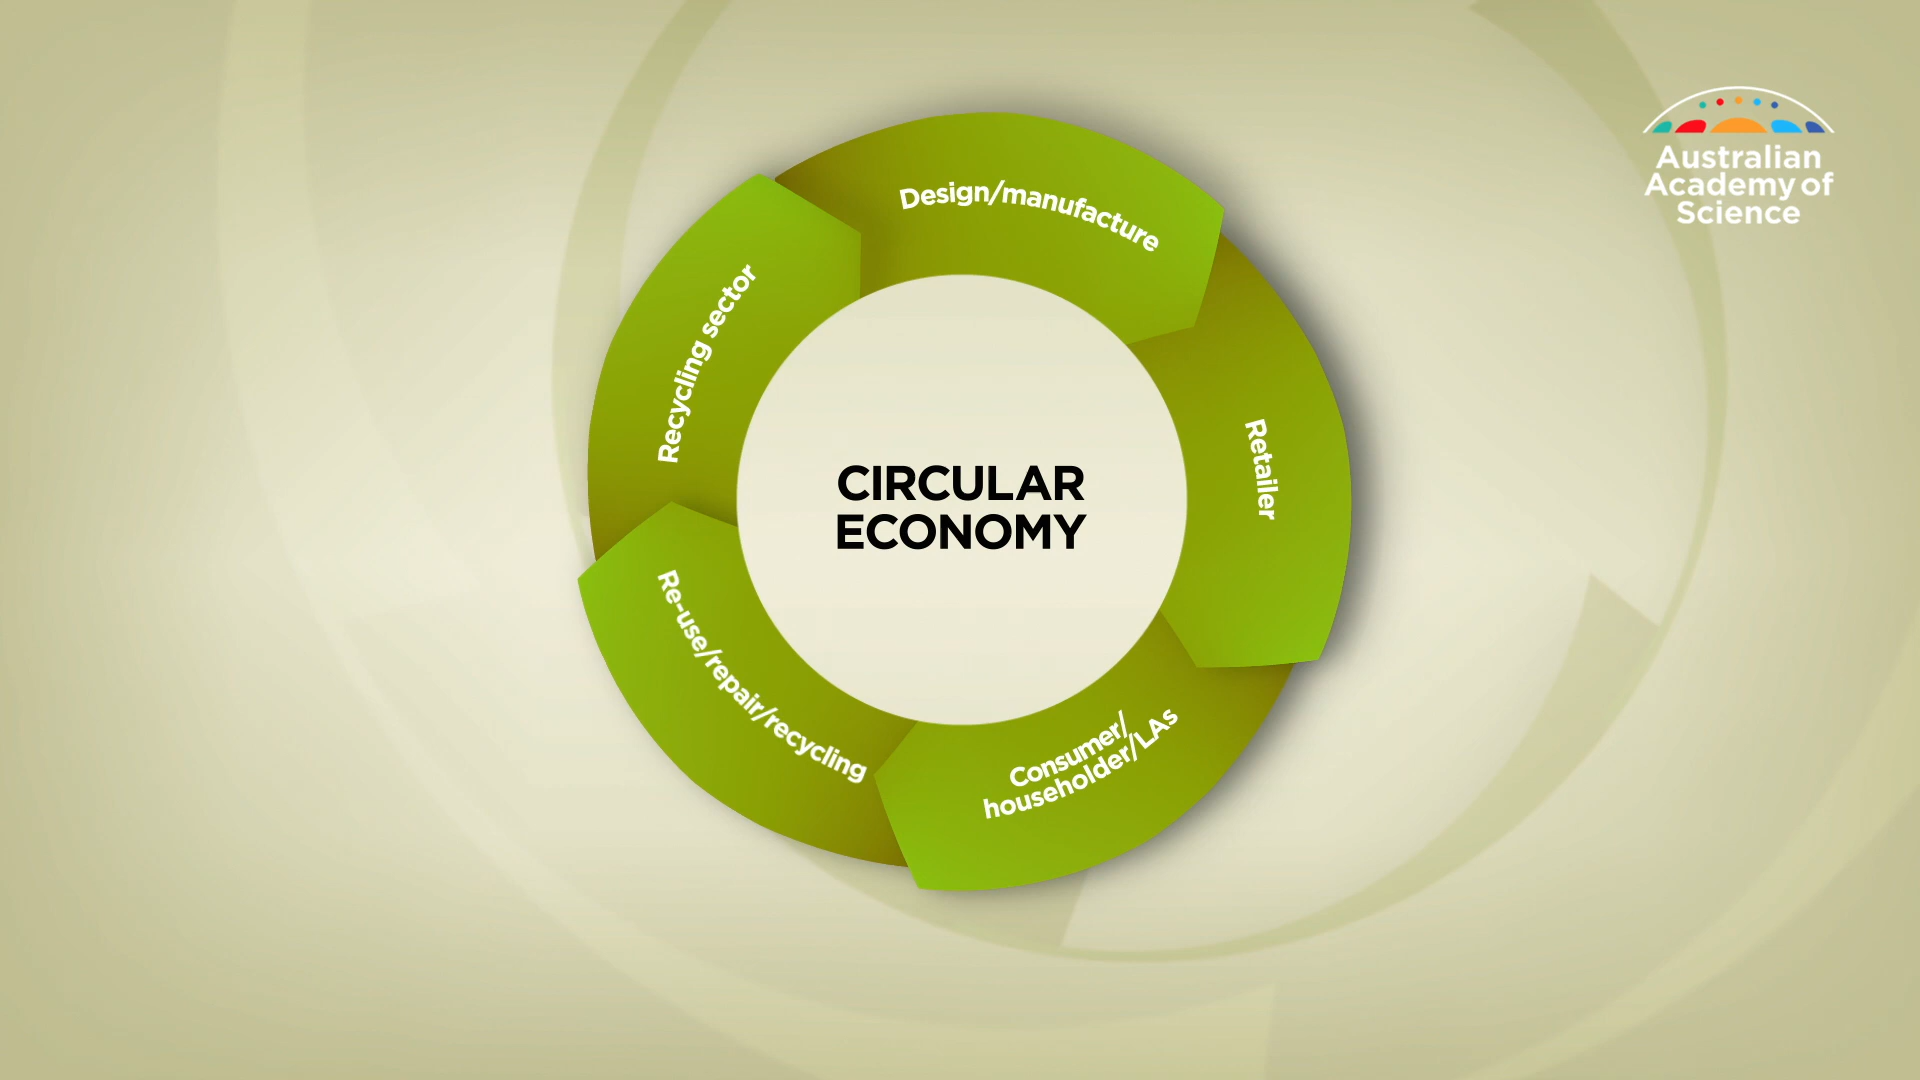 Design/manufacture
Retailer
Consumer/
householder/LAs
Re-use/repair/recycling
Recycling sector
CIRCULAR
ECONOMY
Australian
Academy of
Science